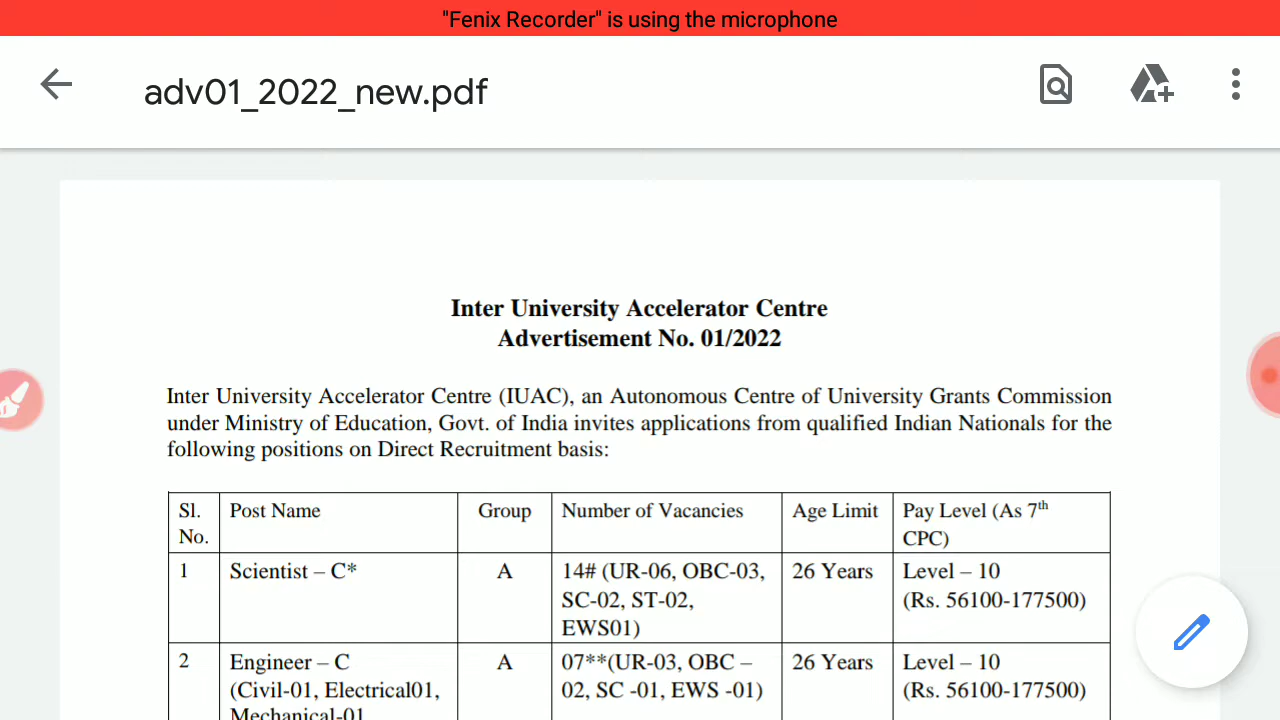 "Fenix Recorder" is using the microphone
adv01_2022_new.pdf
Inter University Accelerator Centre
Advertisement No. 01/2022
Inter University Accelerator Centre (IUAC), an Autonomous Centre of University Grants Commission
under Ministry of Education, Govt. of India invites applications from qualified Indian Nationals for the
following positions on Direct Recruitment basis:
Sl. No. Post Name Group Number of Vacancies Age Limit Pay Level (As 7th CPC)
1 Scientist – C* A 14# (UR-06, OBC-03, 26 Years Level – 10
SC-02, ST-02, (Rs. 56100-177500)
EWS01)
2 Engineer – C A 07**(UR-03, OBC – 26 Years Level – 10
(Civil-01, Electrical01, 02, SC -01, EWS -01) (Rs. 56100-177500)
Mechanical-01